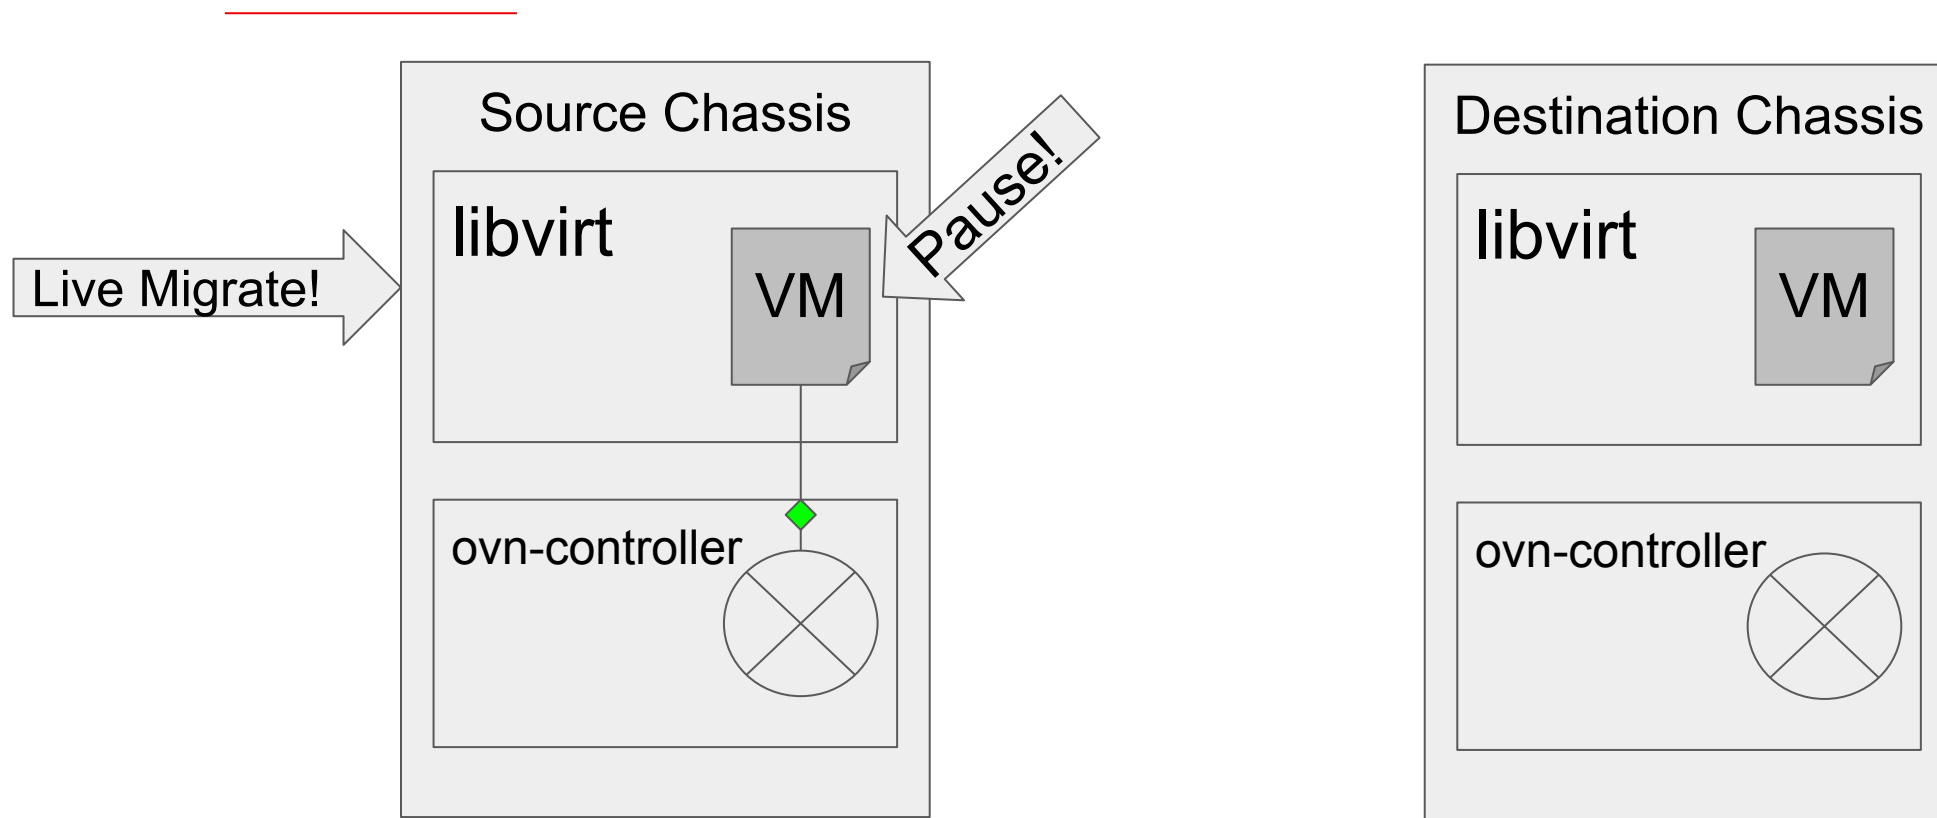 Source Chassis
Destination Chassis
Pause!
libvirt
libvirt
Live Migrate!
VM
VM
ovn-controller
ovn-controller